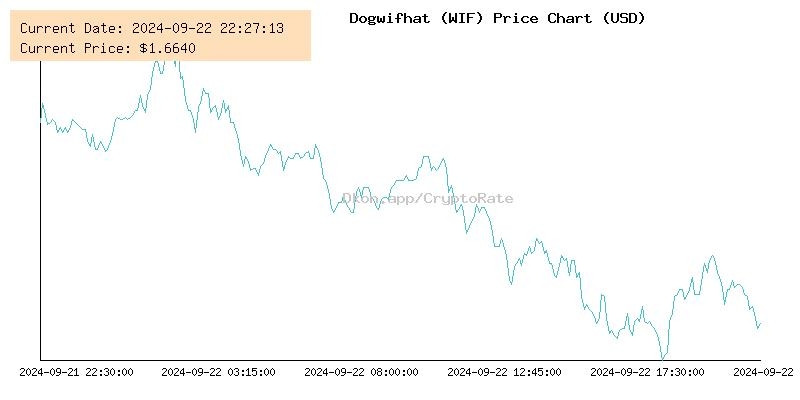 Dogwifhat (WIF) Price Chart (USD)
Current Date: 2024-09-22 22:27:13
Current Price: $1.6640
Dkon.app/CryptoRate
2024-09-21 22:30:00 2024-09-22 03:15:00 2024-09-22 08:00:00 2024-09-22 12:45:00 2024-09-22 17:30:00 2024-09-22